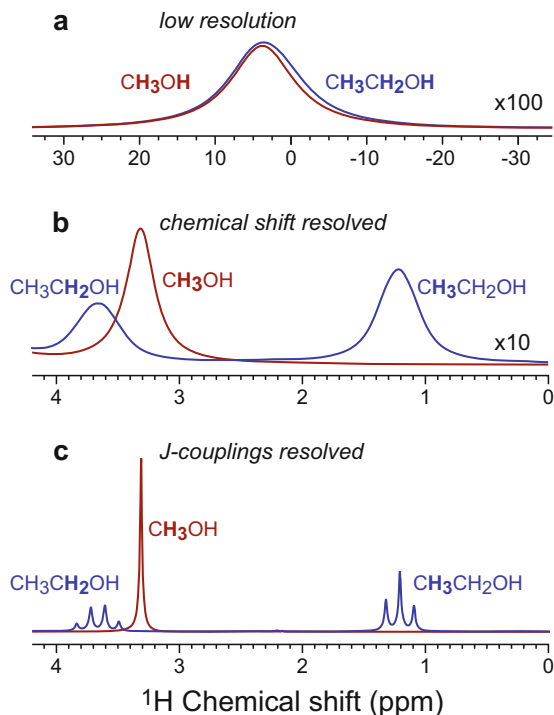 a low resolution
CH3OH CH3CH2OH
x100
30 20 10 0 -10 -20 -30
b chemical shift resolved
CH3CH2OH CH3OH CH3CH2OH
x10
4 3 2 1 0
c J-couplings resolved
CH3OH
CH3CH2OH CH3CH2OH
4 3 2 1 0
¹H Chemical shift (ppm)